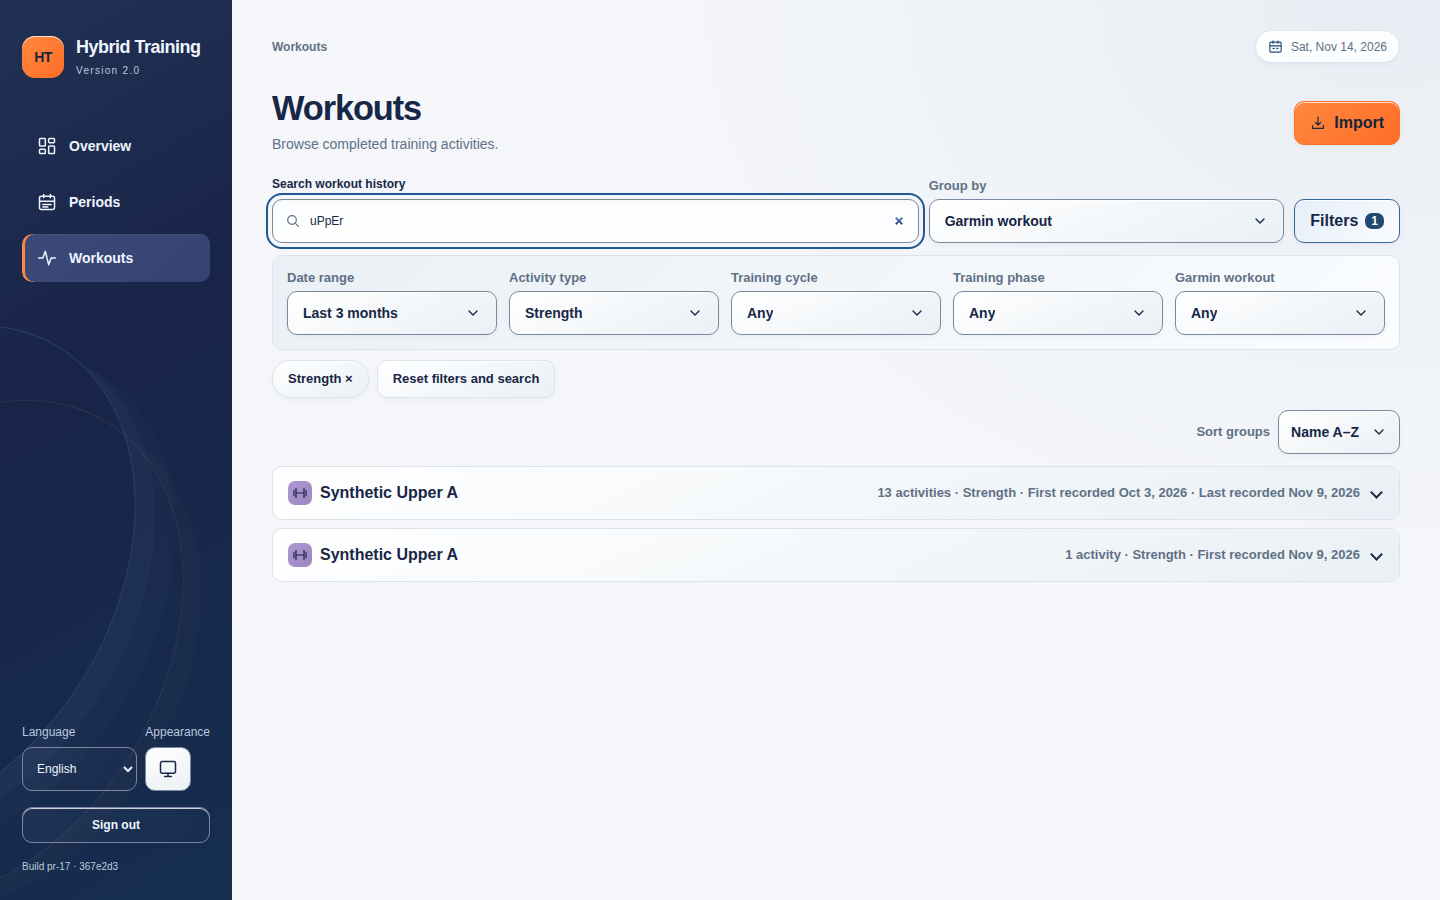 HT
Hybrid Training
Version 2.0
Overview
Periods
Workouts
Language
Appearance
English
Sign out
Build pr-17 · 367e2d3
Workouts
Sat, Nov 14, 2026
Workouts
Browse completed training activities.
Import
Search workout history
Group by
uPpEr
×
Garmin workout
Filters 1
Date range
Activity type
Training cycle
Training phase
Garmin workout
Last 3 months
Strength
Any
Any
Any
Strength ×
Reset filters and search
Sort groups
Name A–Z
Synthetic Upper A
13 activities · Strength · First recorded Oct 3, 2026 · Last recorded Nov 9, 2026
Synthetic Upper A
1 activity · Strength · First recorded Nov 9, 2026